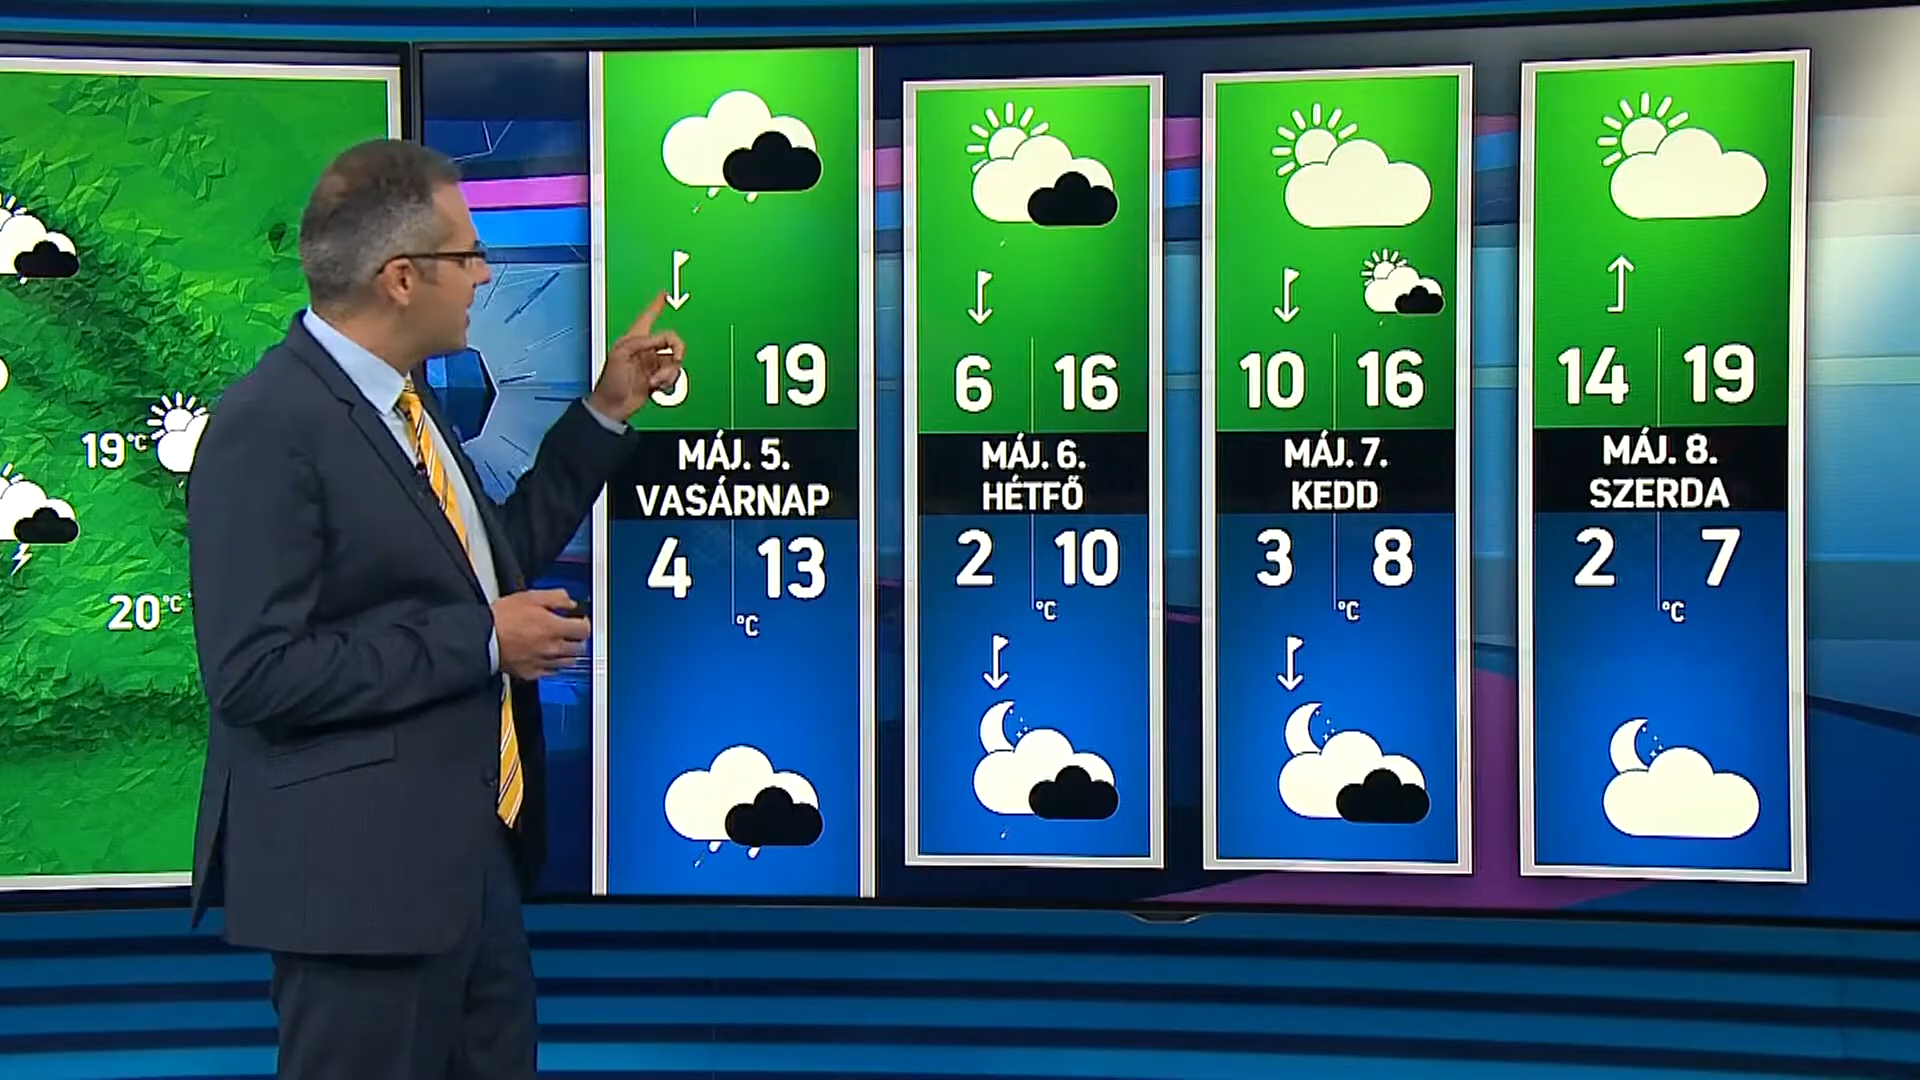 19°C
20°C
19
MÁJ. 5.
VASÁRNAP
4 13
°C
6 16
MÁJ. 6.
HÉTFŐ
2 10
°C
10 16
MÁJ. 7.
KEDD
3 8
°C
14 19
MÁJ. 8.
SZERDA
2 7
°C